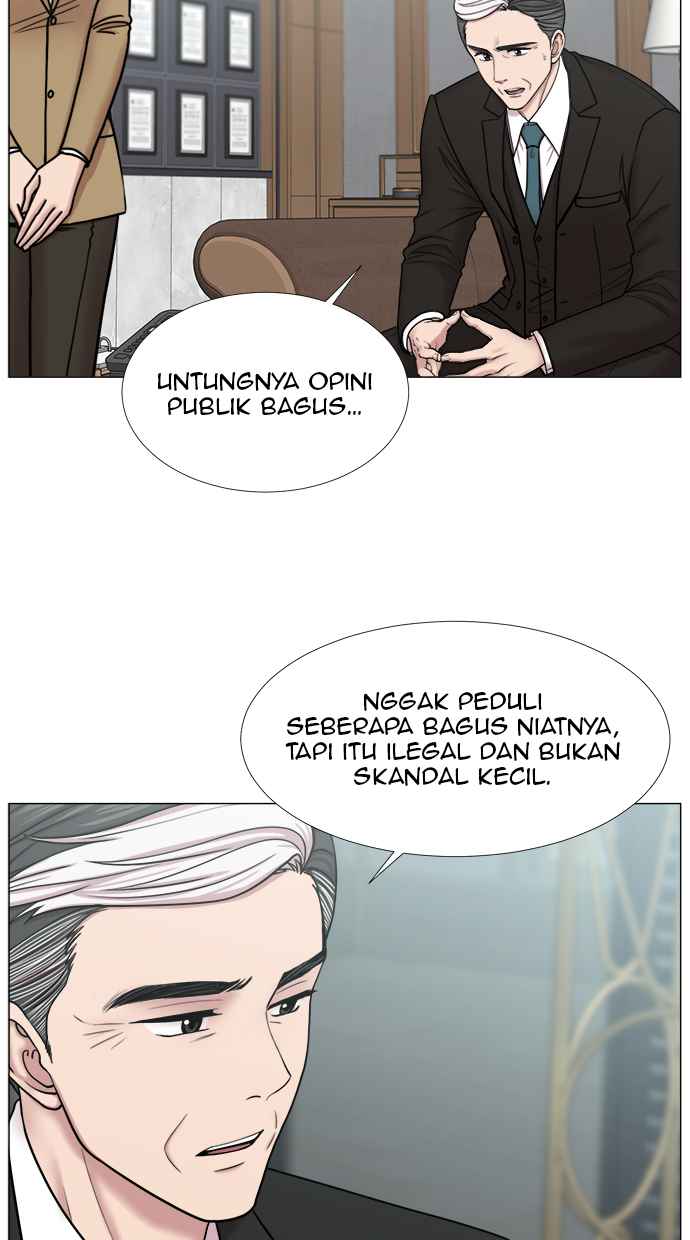 UNTUNGNYA OPINI
PUBLIK BAGUS...
NGGAK PEDULI
SEBERAPA BAGUS NIATNYA,
TAPI ITU ILEGAL DAN BUKAN
SKANDAL KECIL.